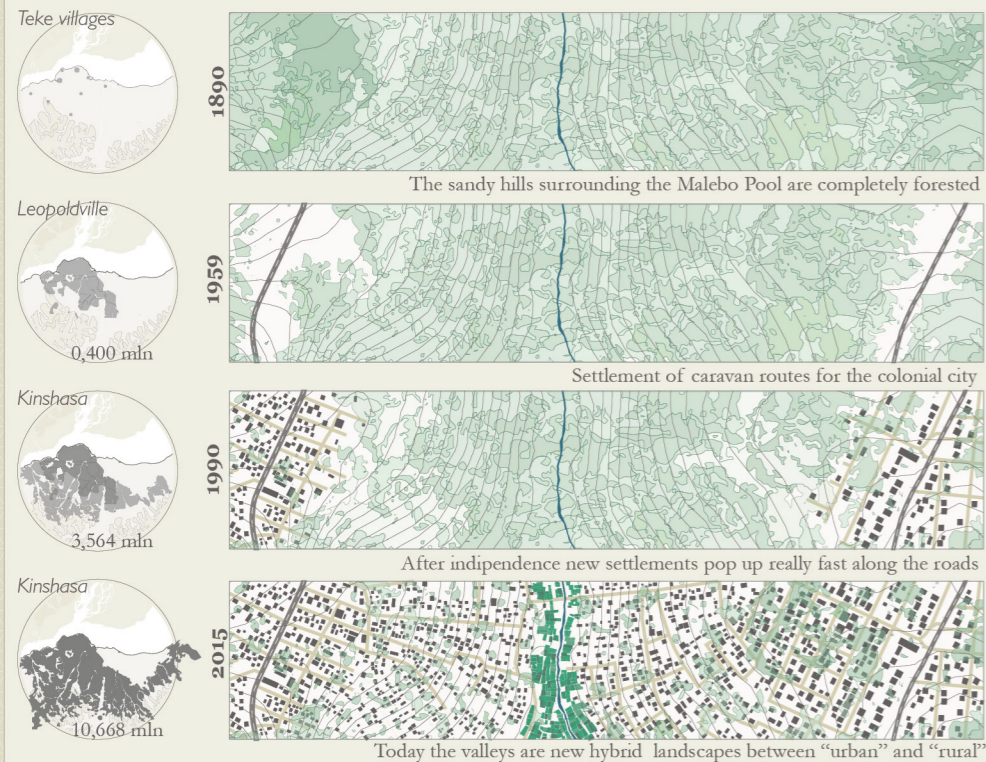 Teke villages
1890
The sandy hills surrounding the Malebo Pool are completely forested
Leopoldville
0,400 mln
1959
Settlement of caravan routes for the colonial city
Kinshasa
3,564 mln
1990
After indipendence new settlements pop up really fast along the roads
Kinshasa
10,668 mln
2015
Today the valleys are new hybrid landscapes between “urban” and “rural”